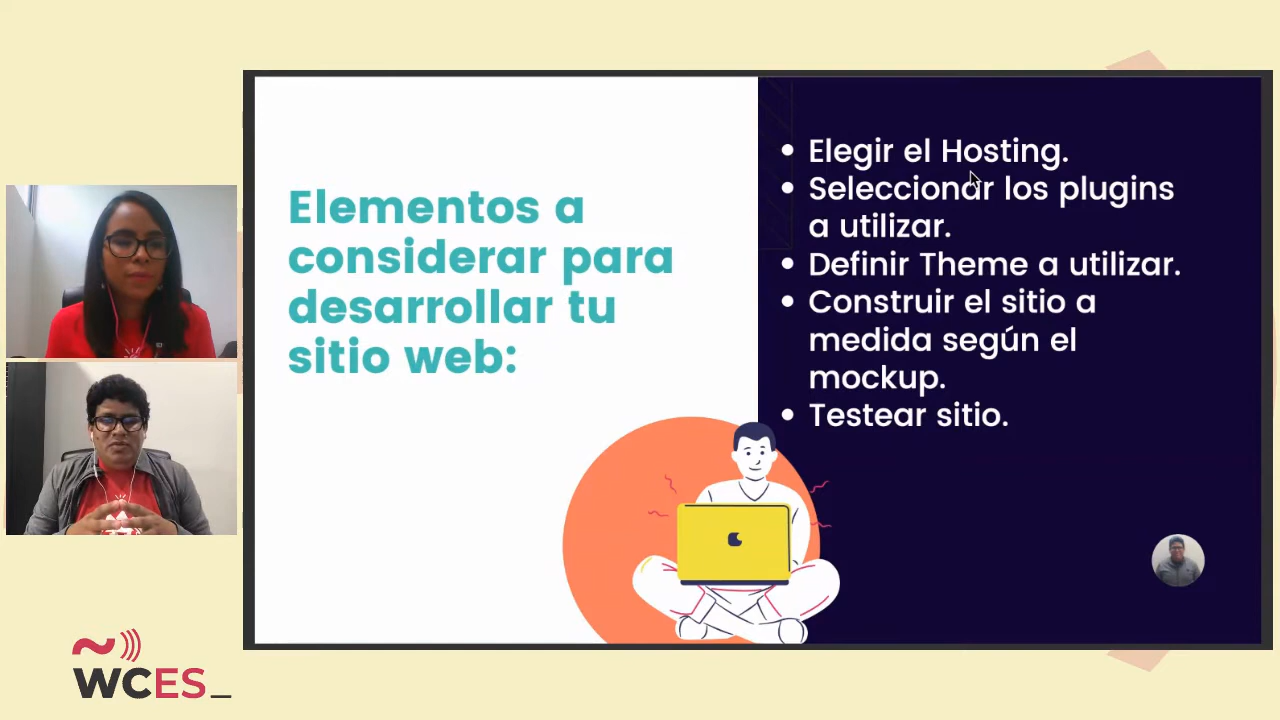 Elementos a
considerar para
desarrollar tu
sitio web:
• Elegir el Hosting.
• Seleccionar los plugins
a utilizar.
• Definir Theme a utilizar.
• Construir el sitio a
medida según el
mockup.
• Testear sitio.
WCES_